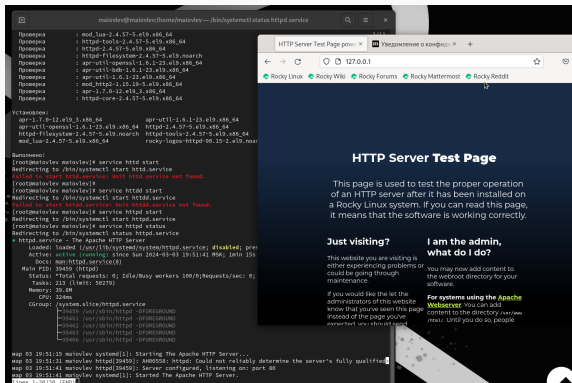 maiovlev@maiovlev:/home/maiovlev — /bin/systemctl status httpd.service
Проверка : mod_lua-2.4.57-5.el9.x86_64
Проверка : httpd-tools-2.4.57-5.el9.x86_64
Проверка : httpd-2.4.57-5.el9.x86_64
Проверка : httpd-filesystem-2.4.57-5.el9.noarch
Проверка : apr-util-openssl-1.6.1-23.el9.x86_64
Проверка : apr-util-bdb-1.6.1-23.el9.x86_64
Проверка : apr-util-1.6.1-23.el9.x86_64
Проверка : mod_http2-1.15.19-5.el9.x86_64
Проверка : apr-1.7.0-12.el9_3.x86_64
Проверка : httpd-core-2.4.57-5.el9.x86_64
Установлен:
apr-1.7.0-12.el9_3.x86_64 apr-util-1.6.1-23.el9.x86_64
apr-util-openssl-1.6.1-23.el9.x86_64 httpd-2.4.57-5.el9.x86_64
httpd-filesystem-2.4.57-5.el9.noarch httpd-tools-2.4.57-5.el9.x86_64
mod_lua-2.4.57-5.el9.x86_64 rocky-logos-httpd-90.15-2.el9.noar
Выполнено!
[root@maiovlev maiovlev]# service httd start
Redirecting to /bin/systemctl start httd.service
Failed to start httd.service: Unit httd.service not found.
[root@maiovlev maiovlev]#
[root@maiovlev maiovlev]# service httdd start
Redirecting to /bin/systemctl start httdd.service
Failed to start httdd.service: Unit httdd.service not found.
[root@maiovlev maiovlev]# service httpd start
Redirecting to /bin/systemctl start httpd.service
[root@maiovlev maiovlev]# service httpd status
Redirecting to /bin/systemctl status httpd.service
● httpd.service - The Apache HTTP Server
Loaded: loaded (/usr/lib/systemd/system/httpd.service; disabled; pres
Active: active (running) since Sun 2024-03-03 19:51:41 MSK; 1min 15s
Docs: man:httpd.service(8)
Main PID: 39459 (httpd)
Status: "Total requests: 0; Idle/Busy workers 100/0;Requests/sec: 0;
Tasks: 213 (limit: 50279)
Memory: 39.8M
CPU: 324ms
CGroup: /system.slice/httpd.service
├─39459 /usr/sbin/httpd -DFOREGROUND
/usr/sbin/httpd -DFOREGROUND
/usr/sbin/httpd -DFOREGROUND
/usr/sbin/httpd -DFOREGROUND
/usr/sbin/httpd -DFOREGROUND
мар 03 19:51:15 maiovlev systemd[1]: Starting The Apache HTTP Server...
мар 03 19:51:31 maiovlev httpd[39459]: AH00558: httpd: Could not reliably determine the server's fully qualified>
мар 03 19:51:41 maiovlev httpd[39459]: Server configured, listening on: port 80
мар 03 19:51:41 maiovlev systemd[1]: Started The Apache HTTP Server.
lines 1-20/20 (END)
HTTP Server Test Page powe
Уведомление о конфид
127.0.0.1
Rocky Linux Rocky Wiki Rocky Forums Rocky Mattermost Rocky Reddit
HTTP Server Test Page
This page is used to test the proper operation
of an HTTP server after it has been installed on
a Rocky Linux system. If you can read this page,
it means that the software is working correctly.
Just visiting?
This website you are visiting is
either experiencing problems or
could be going through
maintenance.
If you would like the let the
administrators of this website
know that you've seen this page
instead of the page you've
expected, you should send
I am the admin,
what do I do?
You may now add content to
the webroot directory for your
software.
For systems using the Apache
Webserver: You can add
content to the directory /var/www
/html/. Until you do so, people